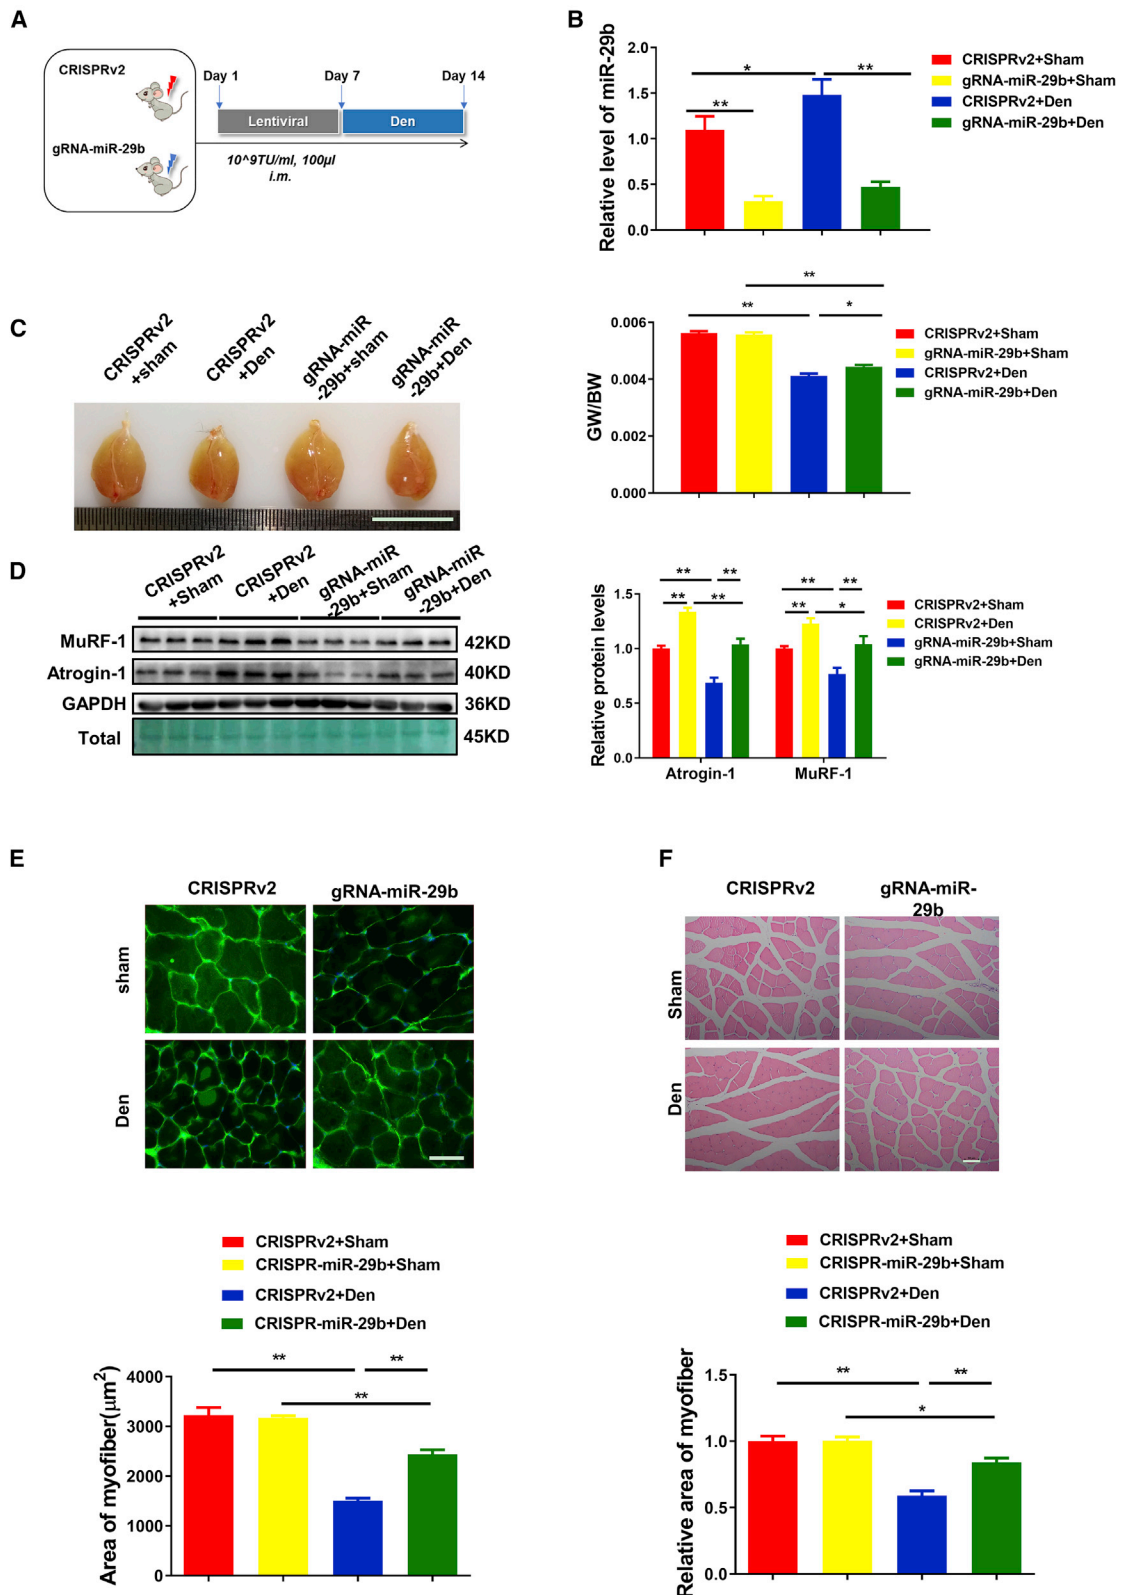 A
CRISPRv2
gRNA-miR-29b
Day 1
Day 7
Day 14
Lentiviral
Den
10^9TU/ml, 100μl
i.m.
B
Relative level of miR-29b
2.0
1.5
1.0
0.5
0.0
*
**
**
CRISPRv2+Sham
gRNA-miR-29b+Sham
CRISPRv2+Den
gRNA-miR-29b+Den
C
CRISPRv2
+sham
CRISPRv2
+Den
gRNA-miR
-29b+sham
gRNA-miR
-29b+Den
GW/BW
0.006
0.004
0.002
0.000
**
**
*
CRISPRv2+Sham
gRNA-miR-29b+Sham
CRISPRv2+Den
gRNA-miR-29b+Den
D
CRISPRv2
+Sham
CRISPRv2
+Den
gRNA-miR
-29b+Sham
gRNA-miR
-29b+Den
MuRF-1
42KD
Atrogin-1
40KD
GAPDH
36KD
Total
45KD
Relative protein levels
1.5
1.0
0.5
0.0
** **
** **
** **
** *
Atrogin-1
MuRF-1
CRISPRv2+Sham
CRISPRv2+Den
gRNA-miR-29b+Sham
gRNA-miR-29b+Den
E
CRISPRv2
gRNA-miR-29b
sham
Den
CRISPRv2+Sham
CRISPR-miR-29b+Sham
CRISPRv2+Den
CRISPR-miR-29b+Den
Area of myofiber(μm²)
4000
3000
2000
1000
0
** **
**
F
CRISPRv2
gRNA-miR-
29b
Sham
Den
CRISPRv2+Sham
CRISPR-miR-29b+Sham
CRISPRv2+Den
CRISPR-miR-29b+Den
Relative area of myofiber
1.5
1.0
0.5
0.0
** **
*